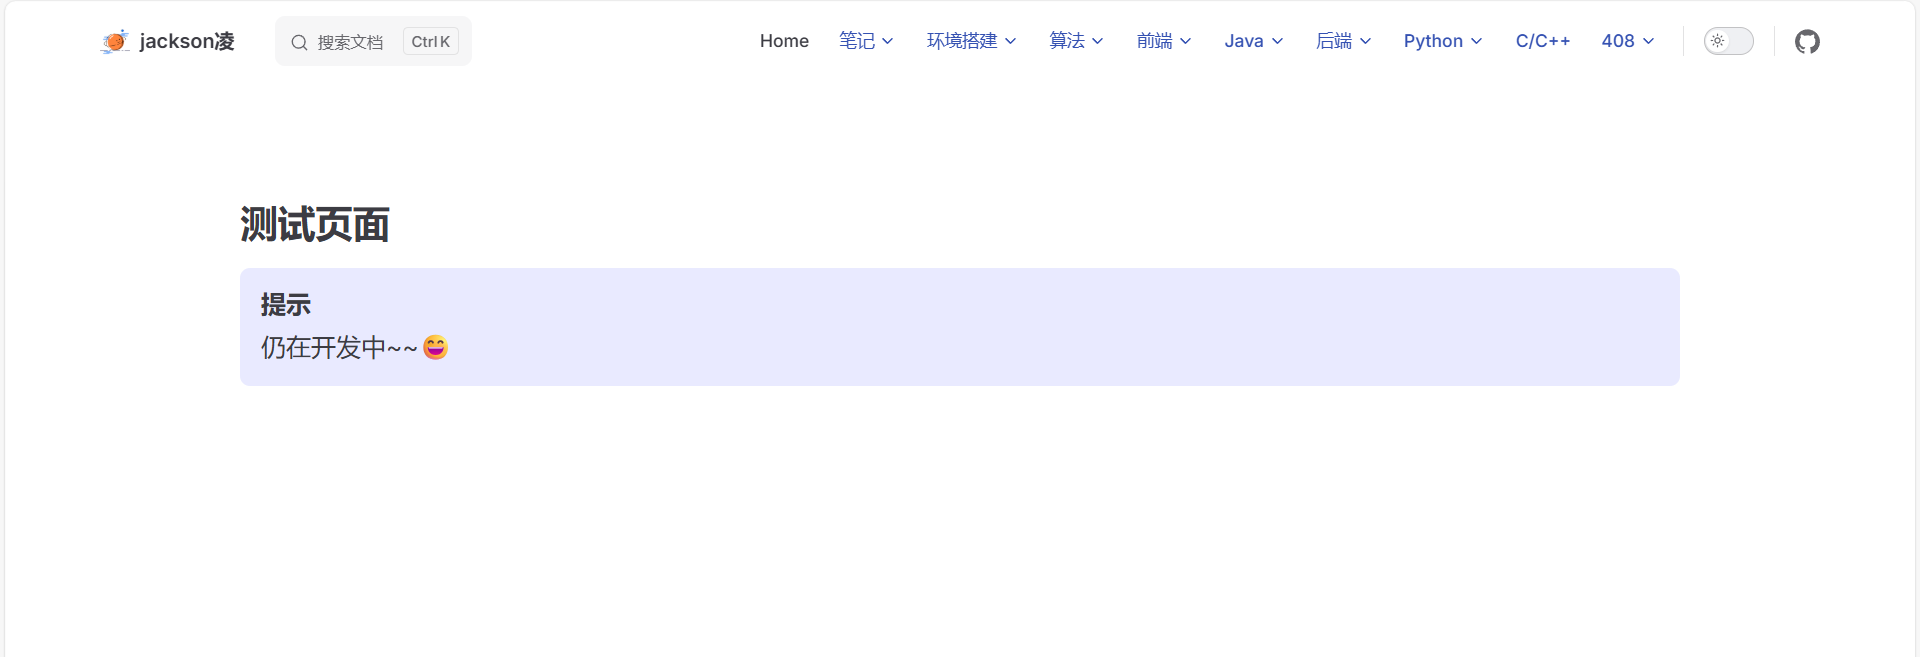 jackson凌 搜索文档 Ctrl K Home 笔记 环境搭建 算法 前端 Java 后端 Python C/C++ 408
测试页面
提示
仍在开发中~~😄